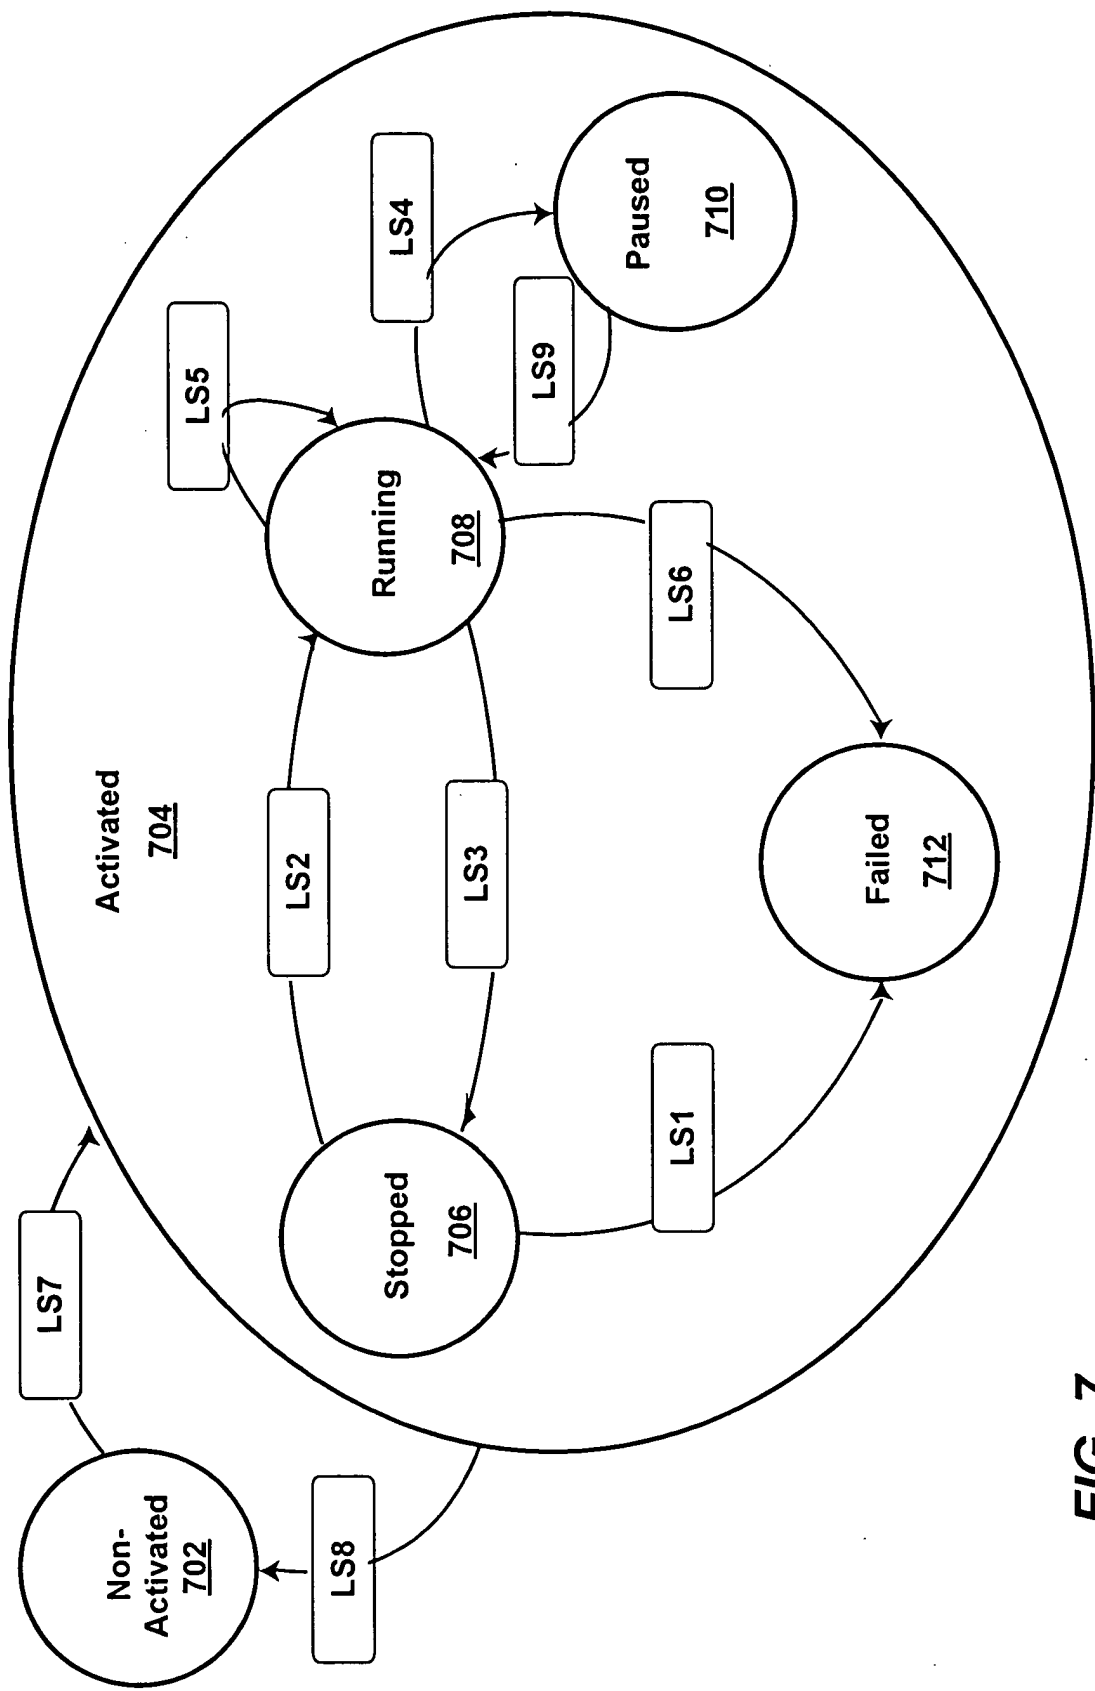 Non-
Activated
702
LS7
LS8
Activated
704
Stopped
706
LS2
LS3
LS1
Running
708
LS5
LS4
LS9
LS6
Paused
710
Failed
712
FIG. 7